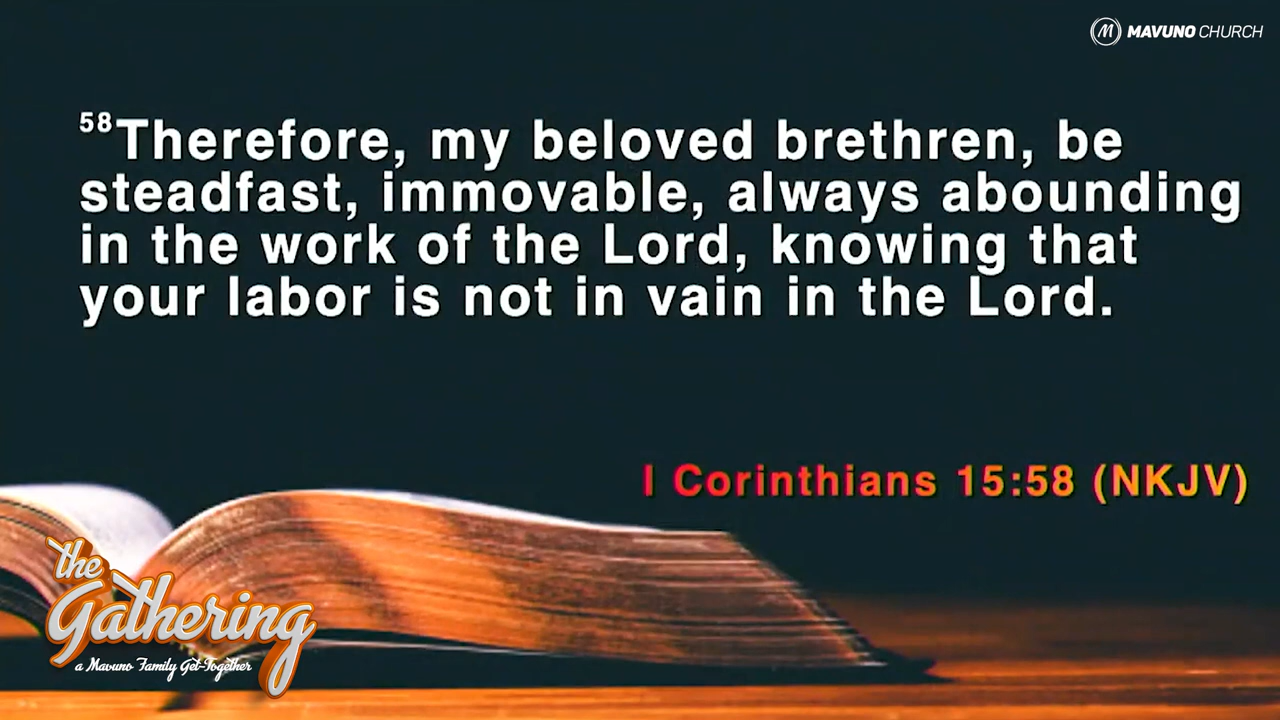 MAVUNO CHURCH
58Therefore, my beloved brethren, be
steadfast, immovable, always abounding
in the work of the Lord, knowing that
your labor is not in vain in the Lord.
I Corinthians 15:58 (NKJV)
the
Gathering
a Mavuno Family Get-Together